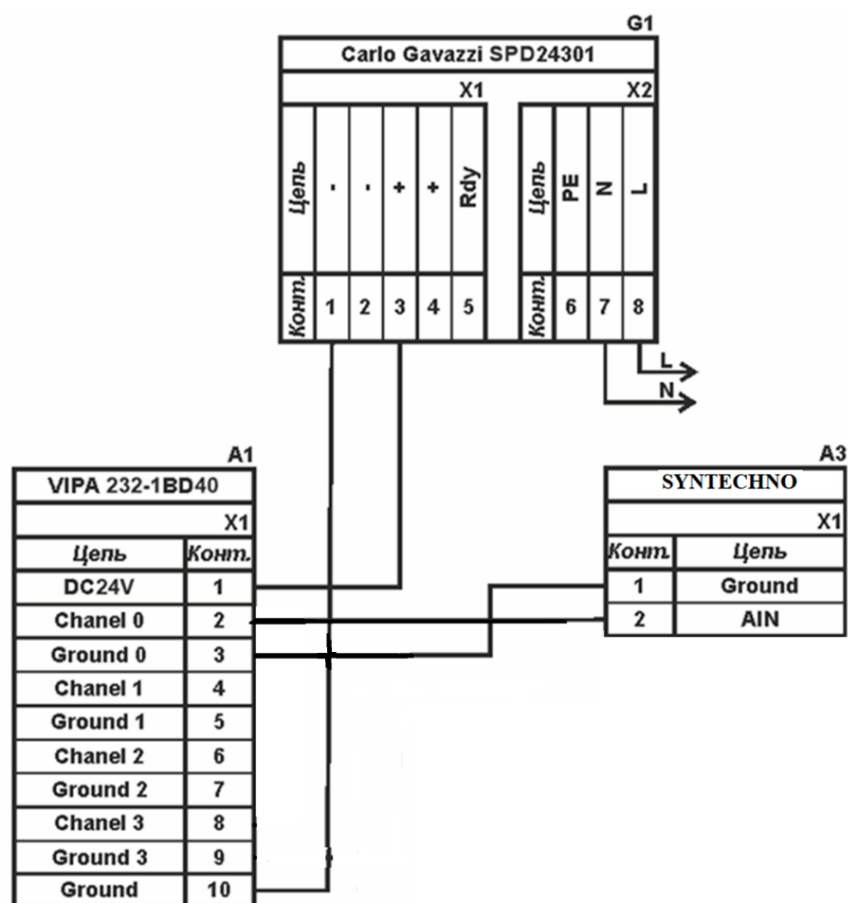 G1
Carlo Gavazzi SPD24301
X1 X2
Цепь - - + + Rdy Цепь PE N L
Конт. 1 2 3 4 5 Конт. 6 7 8
L
N
A1
VIPA 232-1BD40
X1
Цепь Конт.
DC24V 1
Chanel 0 2
Ground 0 3
Chanel 1 4
Ground 1 5
Chanel 2 6
Ground 2 7
Chanel 3 8
Ground 3 9
Ground 10
A3
SYNTECHNO
X1
Конт. Цепь
1 Ground
2 AIN